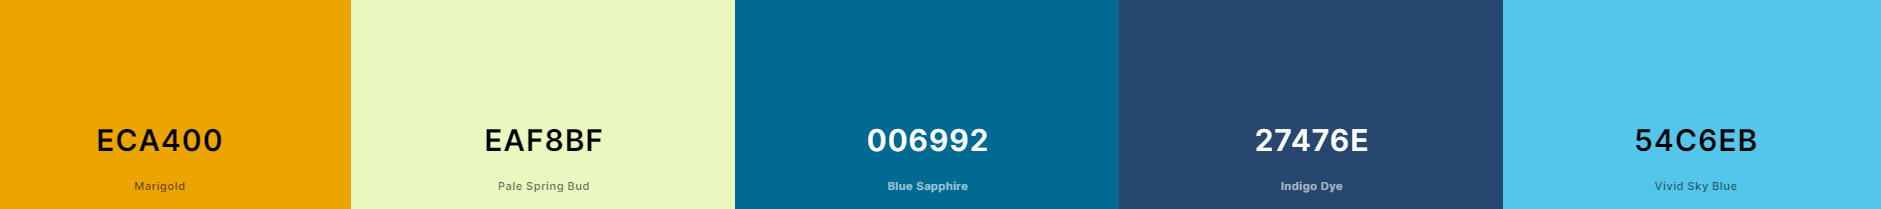 ECA400
Marigold
EAF8BF
Pale Spring Bud
006992
Blue Sapphire
27476E
Indigo Dye
54C6EB
Vivid Sky Blue